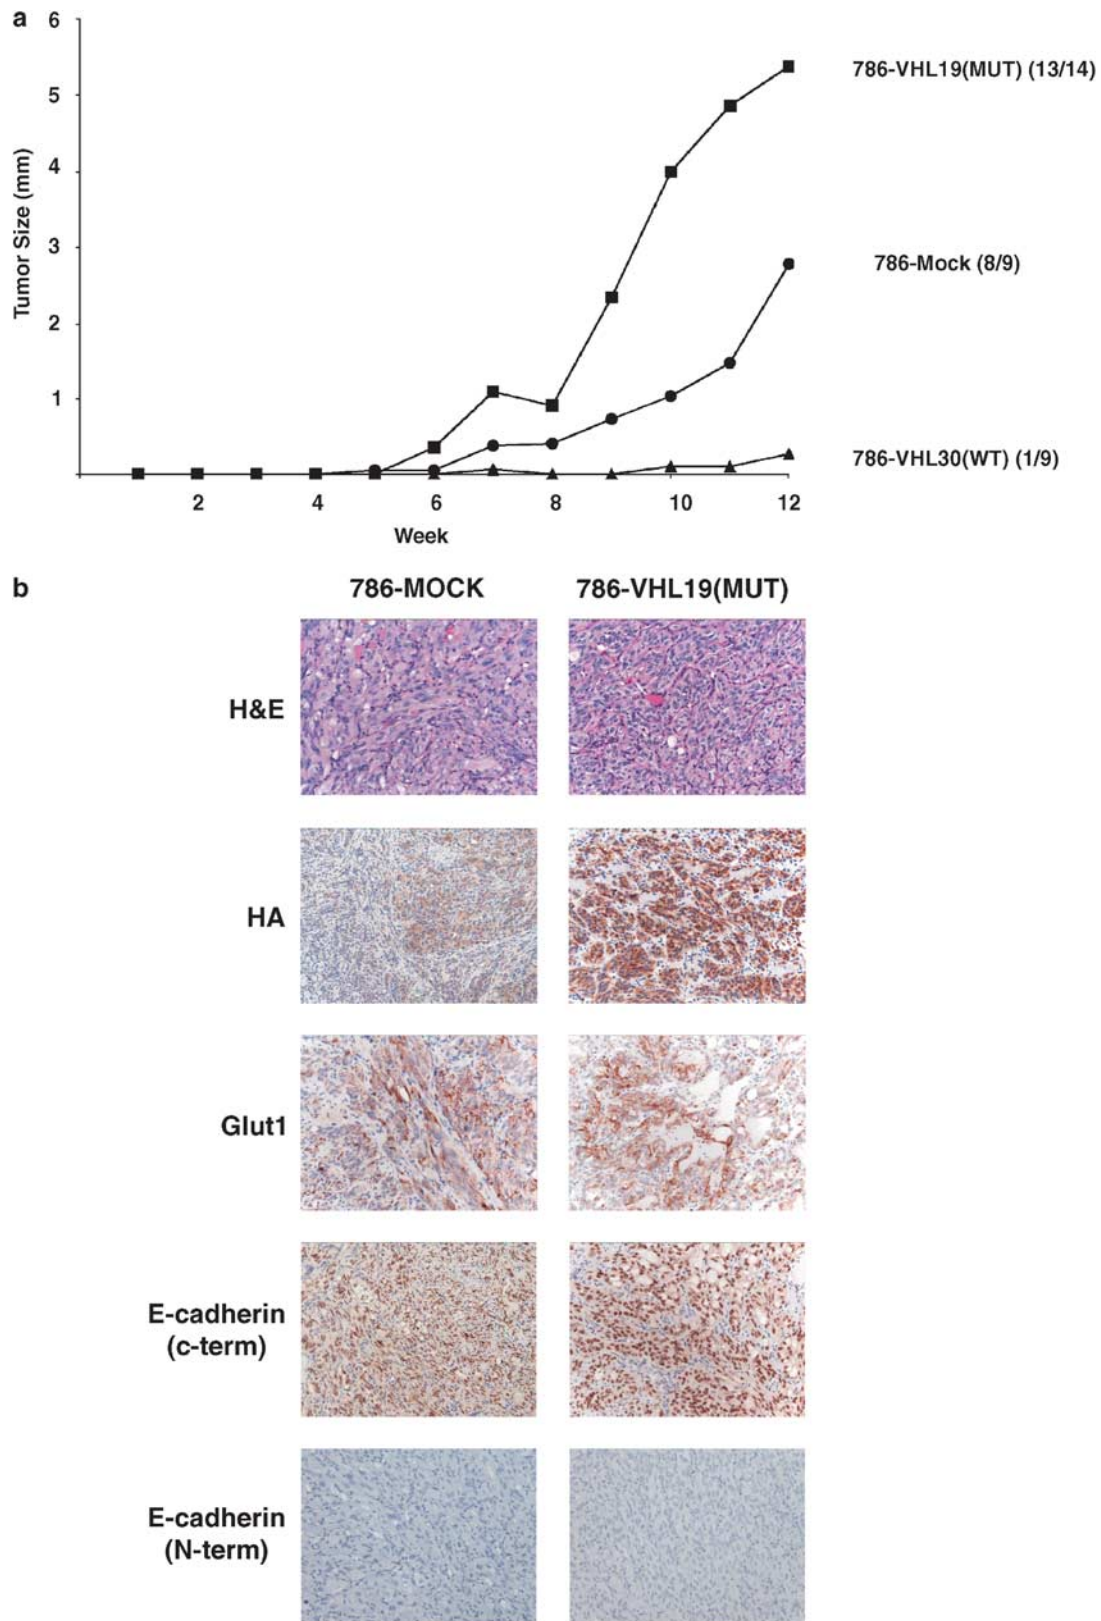 a
6
5
4
3
2
1
Tumor Size (mm)
2 4 6 8 10 12
Week
786-VHL19(MUT) (13/14)
786-Mock (8/9)
786-VHL30(WT) (1/9)
b
786-MOCK 786-VHL19(MUT)
H&E
HA
Glut1
E-cadherin
(c-term)
E-cadherin
(N-term)